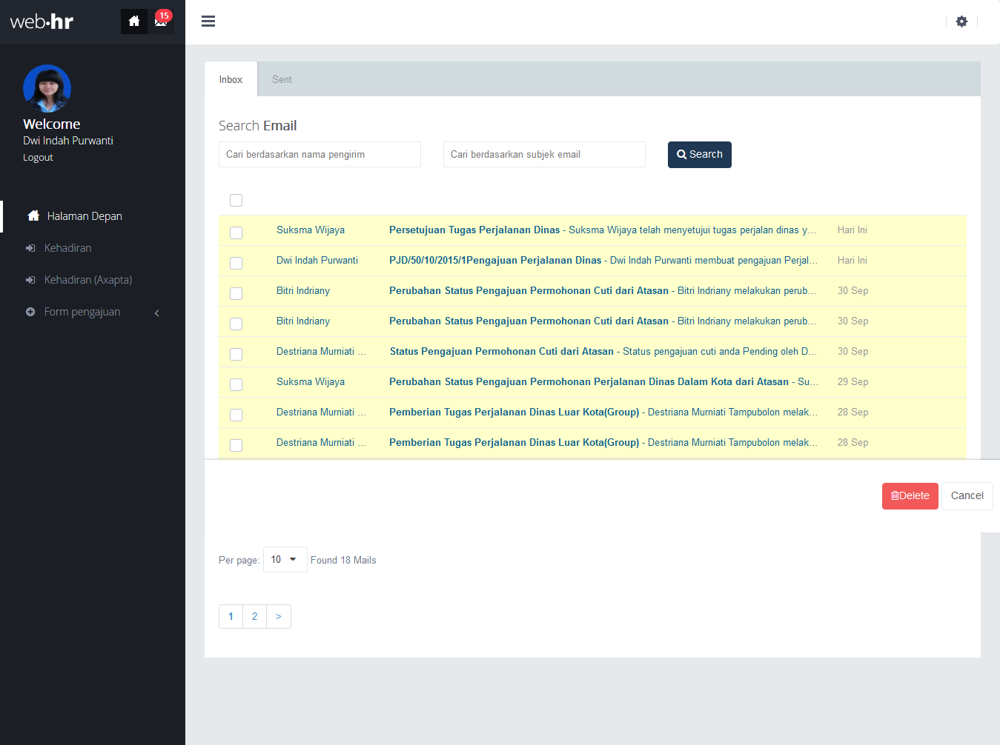 web·hr
15
Welcome
Dwi Indah Purwanti
Logout
Halaman Depan
Kehadiran
Kehadiran (Axapta)
Form pengajuan
Inbox Sent
Search Email
Cari berdasarkan nama pengirim Cari berdasarkan subjek email Search
Suksma Wijaya Persetujuan Tugas Perjalanan Dinas - Suksma Wijaya telah menyetujui tugas perjalan dinas y... Hari Ini
Dwi Indah Purwanti PJD/50/10/2015/1Pengajuan Perjalanan Dinas - Dwi Indah Purwanti membuat pengajuan Perjal... Hari Ini
Bitri Indriany Perubahan Status Pengajuan Permohonan Cuti dari Atasan - Bitri Indriany melakukan perub... 30 Sep
Bitri Indriany Perubahan Status Pengajuan Permohonan Cuti dari Atasan - Bitri Indriany melakukan perub... 30 Sep
Destriana Murniati ... Status Pengajuan Permohonan Cuti dari Atasan - Status pengajuan cuti anda Pending oleh D... 30 Sep
Suksma Wijaya Perubahan Status Pengajuan Permohonan Perjalanan Dinas Dalam Kota dari Atasan - Su... 29 Sep
Destriana Murniati ... Pemberian Tugas Perjalanan Dinas Luar Kota(Group) - Destriana Murniati Tampubolon melak... 28 Sep
Destriana Murniati ... Pemberian Tugas Perjalanan Dinas Luar Kota(Group) - Destriana Murniati Tampubolon melak... 28 Sep
Delete Cancel
Per page: 10 Found 18 Mails
1 2 >